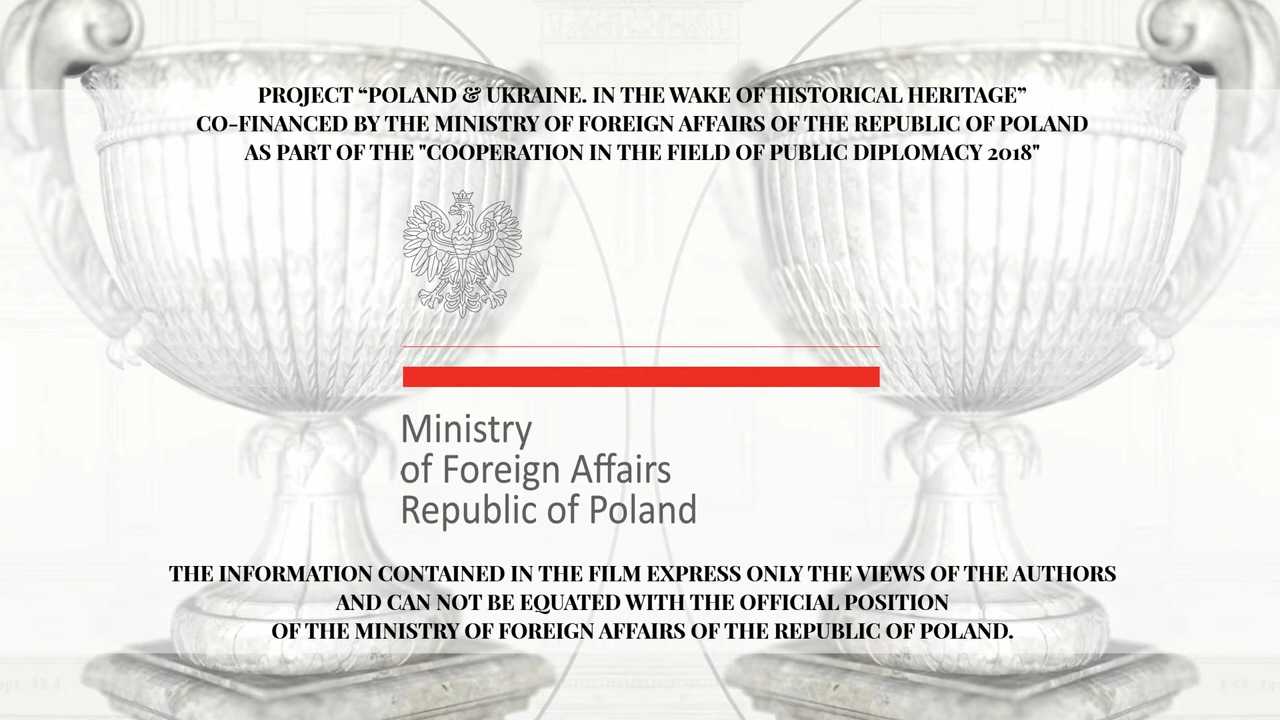 PROJECT “POLAND & UKRAINE. IN THE WAKE OF HISTORICAL HERITAGE”
CO-FINANCED BY THE MINISTRY OF FOREIGN AFFAIRS OF THE REPUBLIC OF POLAND
AS PART OF THE "COOPERATION IN THE FIELD OF PUBLIC DIPLOMACY 2018"
Ministry
of Foreign Affairs
Republic of Poland
THE INFORMATION CONTAINED IN THE FILM EXPRESS ONLY THE VIEWS OF THE AUTHORS
AND CAN NOT BE EQUATED WITH THE OFFICIAL POSITION
OF THE MINISTRY OF FOREIGN AFFAIRS OF THE REPUBLIC OF POLAND.